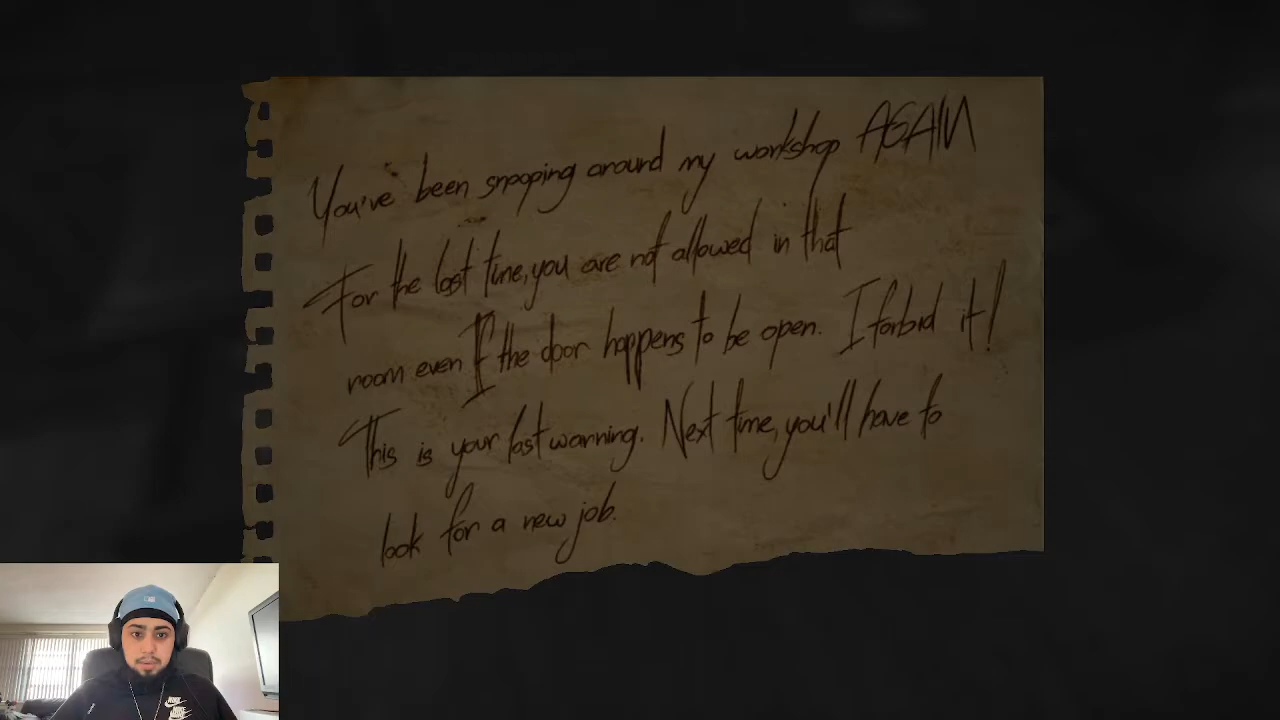 You've been snooping around my workshop AGAIN
For the last time, you are not allowed in that
room even If the door happens to be open. I forbid it!
This is your last warning. Next time, you'll have to
look for a new job.